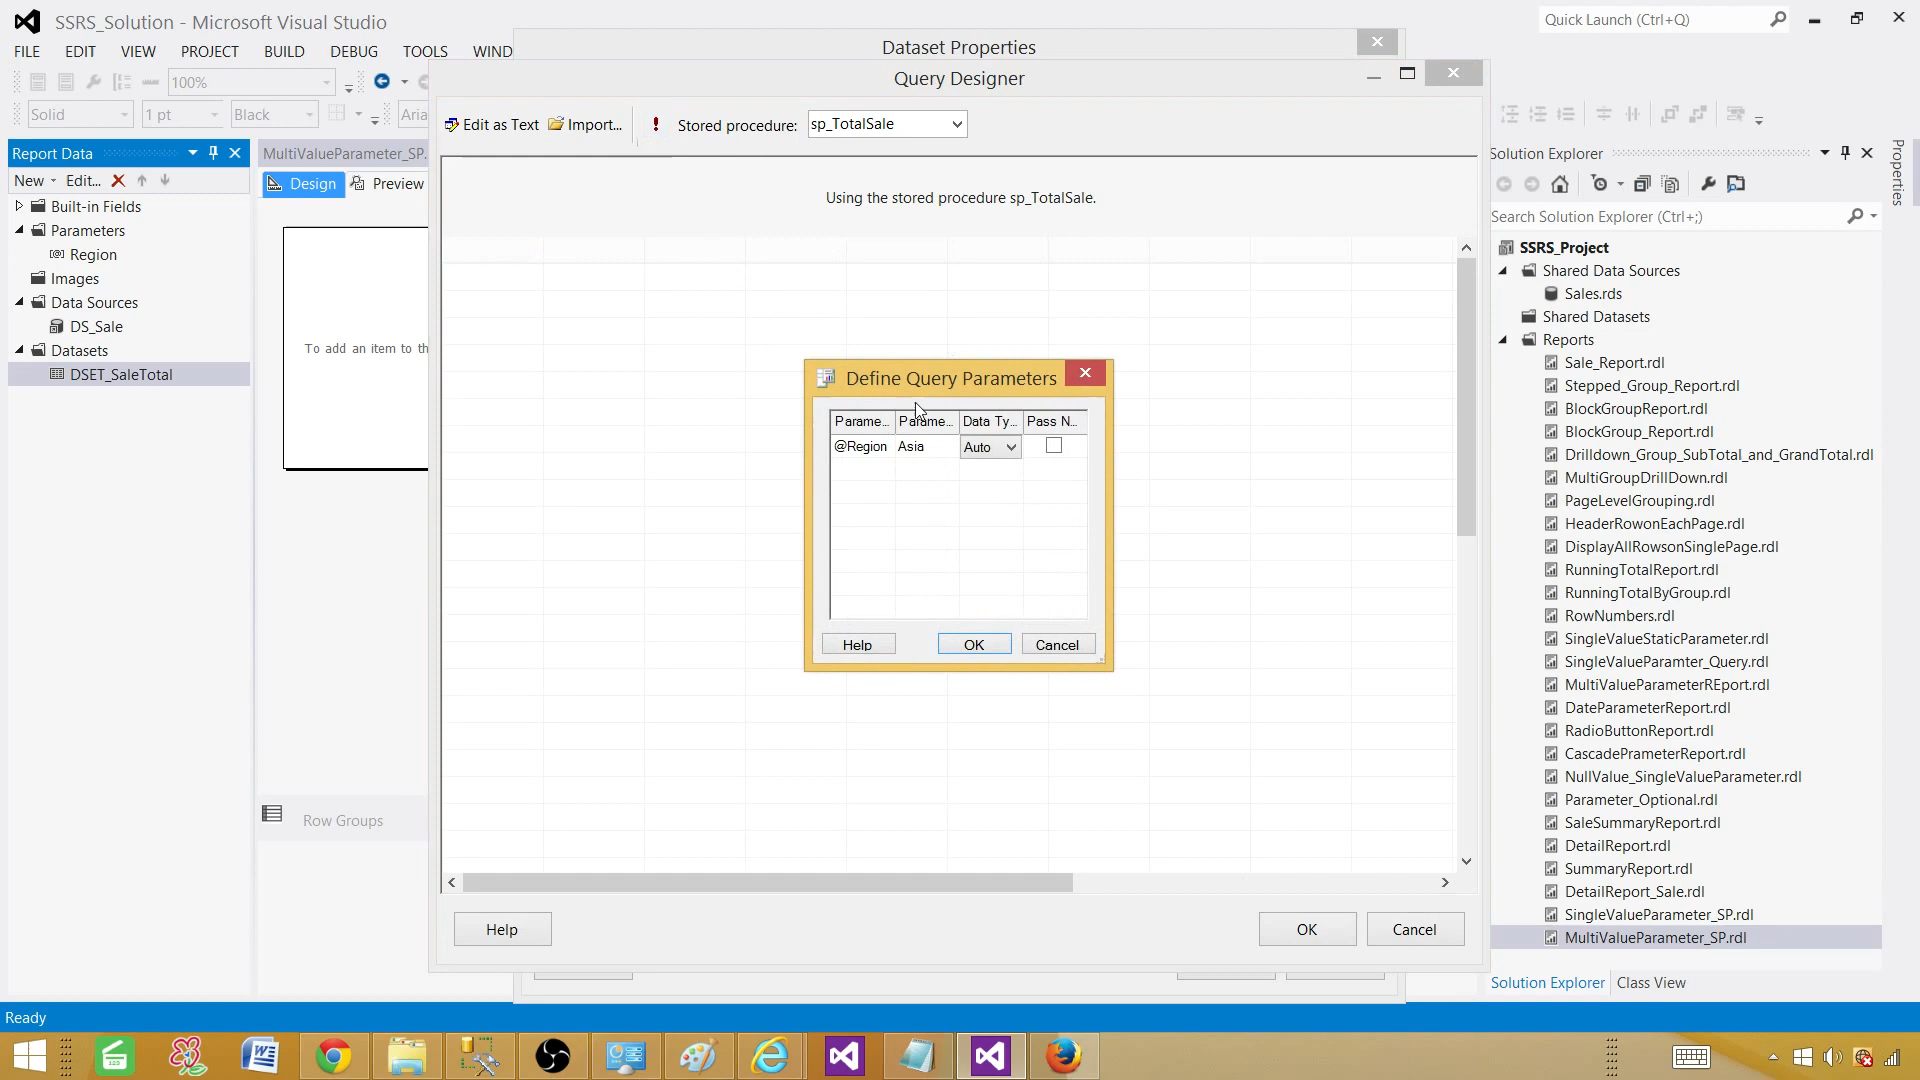 SSRS_Solution - Microsoft Visual Studio
Quick Launch (Ctrl+Q)
FILE EDIT VIEW PROJECT BUILD DEBUG TOOLS WIND
Dataset Properties
Query Designer
100%
Solid 1 pt Black Aria
Edit as Text Import... Stored procedure: sp_TotalSale
Using the stored procedure sp_TotalSale.
Report Data
New Edit...
Built-in Fields
Parameters
Region
Images
Data Sources
DS_Sale
Datasets
DSET_SaleTotal
MultiValueParameter_SP.
Design Preview
To add an item to th
Row Groups
Define Query Parameters
Parame... Parame... Data Ty... Pass N...
@Region Asia Auto
Help OK Cancel
Help OK Cancel
Solution Explorer
Properties
Search Solution Explorer (Ctrl+;)
SSRS_Project
Shared Data Sources
Sales.rds
Shared Datasets
Reports
Sale_Report.rdl
Stepped_Group_Report.rdl
BlockGroupReport.rdl
BlockGroup_Report.rdl
Drilldown_Group_SubTotal_and_GrandTotal.rdl
MultiGroupDrillDown.rdl
PageLevelGrouping.rdl
HeaderRowonEachPage.rdl
DisplayAllRowsonSinglePage.rdl
RunningTotalReport.rdl
RunningTotalByGroup.rdl
RowNumbers.rdl
SingleValueStaticParameter.rdl
SingleValueParamter_Query.rdl
MultiValueParameterREport.rdl
DateParameterReport.rdl
RadioButtonReport.rdl
CascadePrameterReport.rdl
NullValue_SingleValueParameter.rdl
Parameter_Optional.rdl
SaleSummaryReport.rdl
DetailReport.rdl
SummaryReport.rdl
DetailReport_Sale.rdl
SingleValueParameter_SP.rdl
MultiValueParameter_SP.rdl
Solution Explorer Class View
Ready